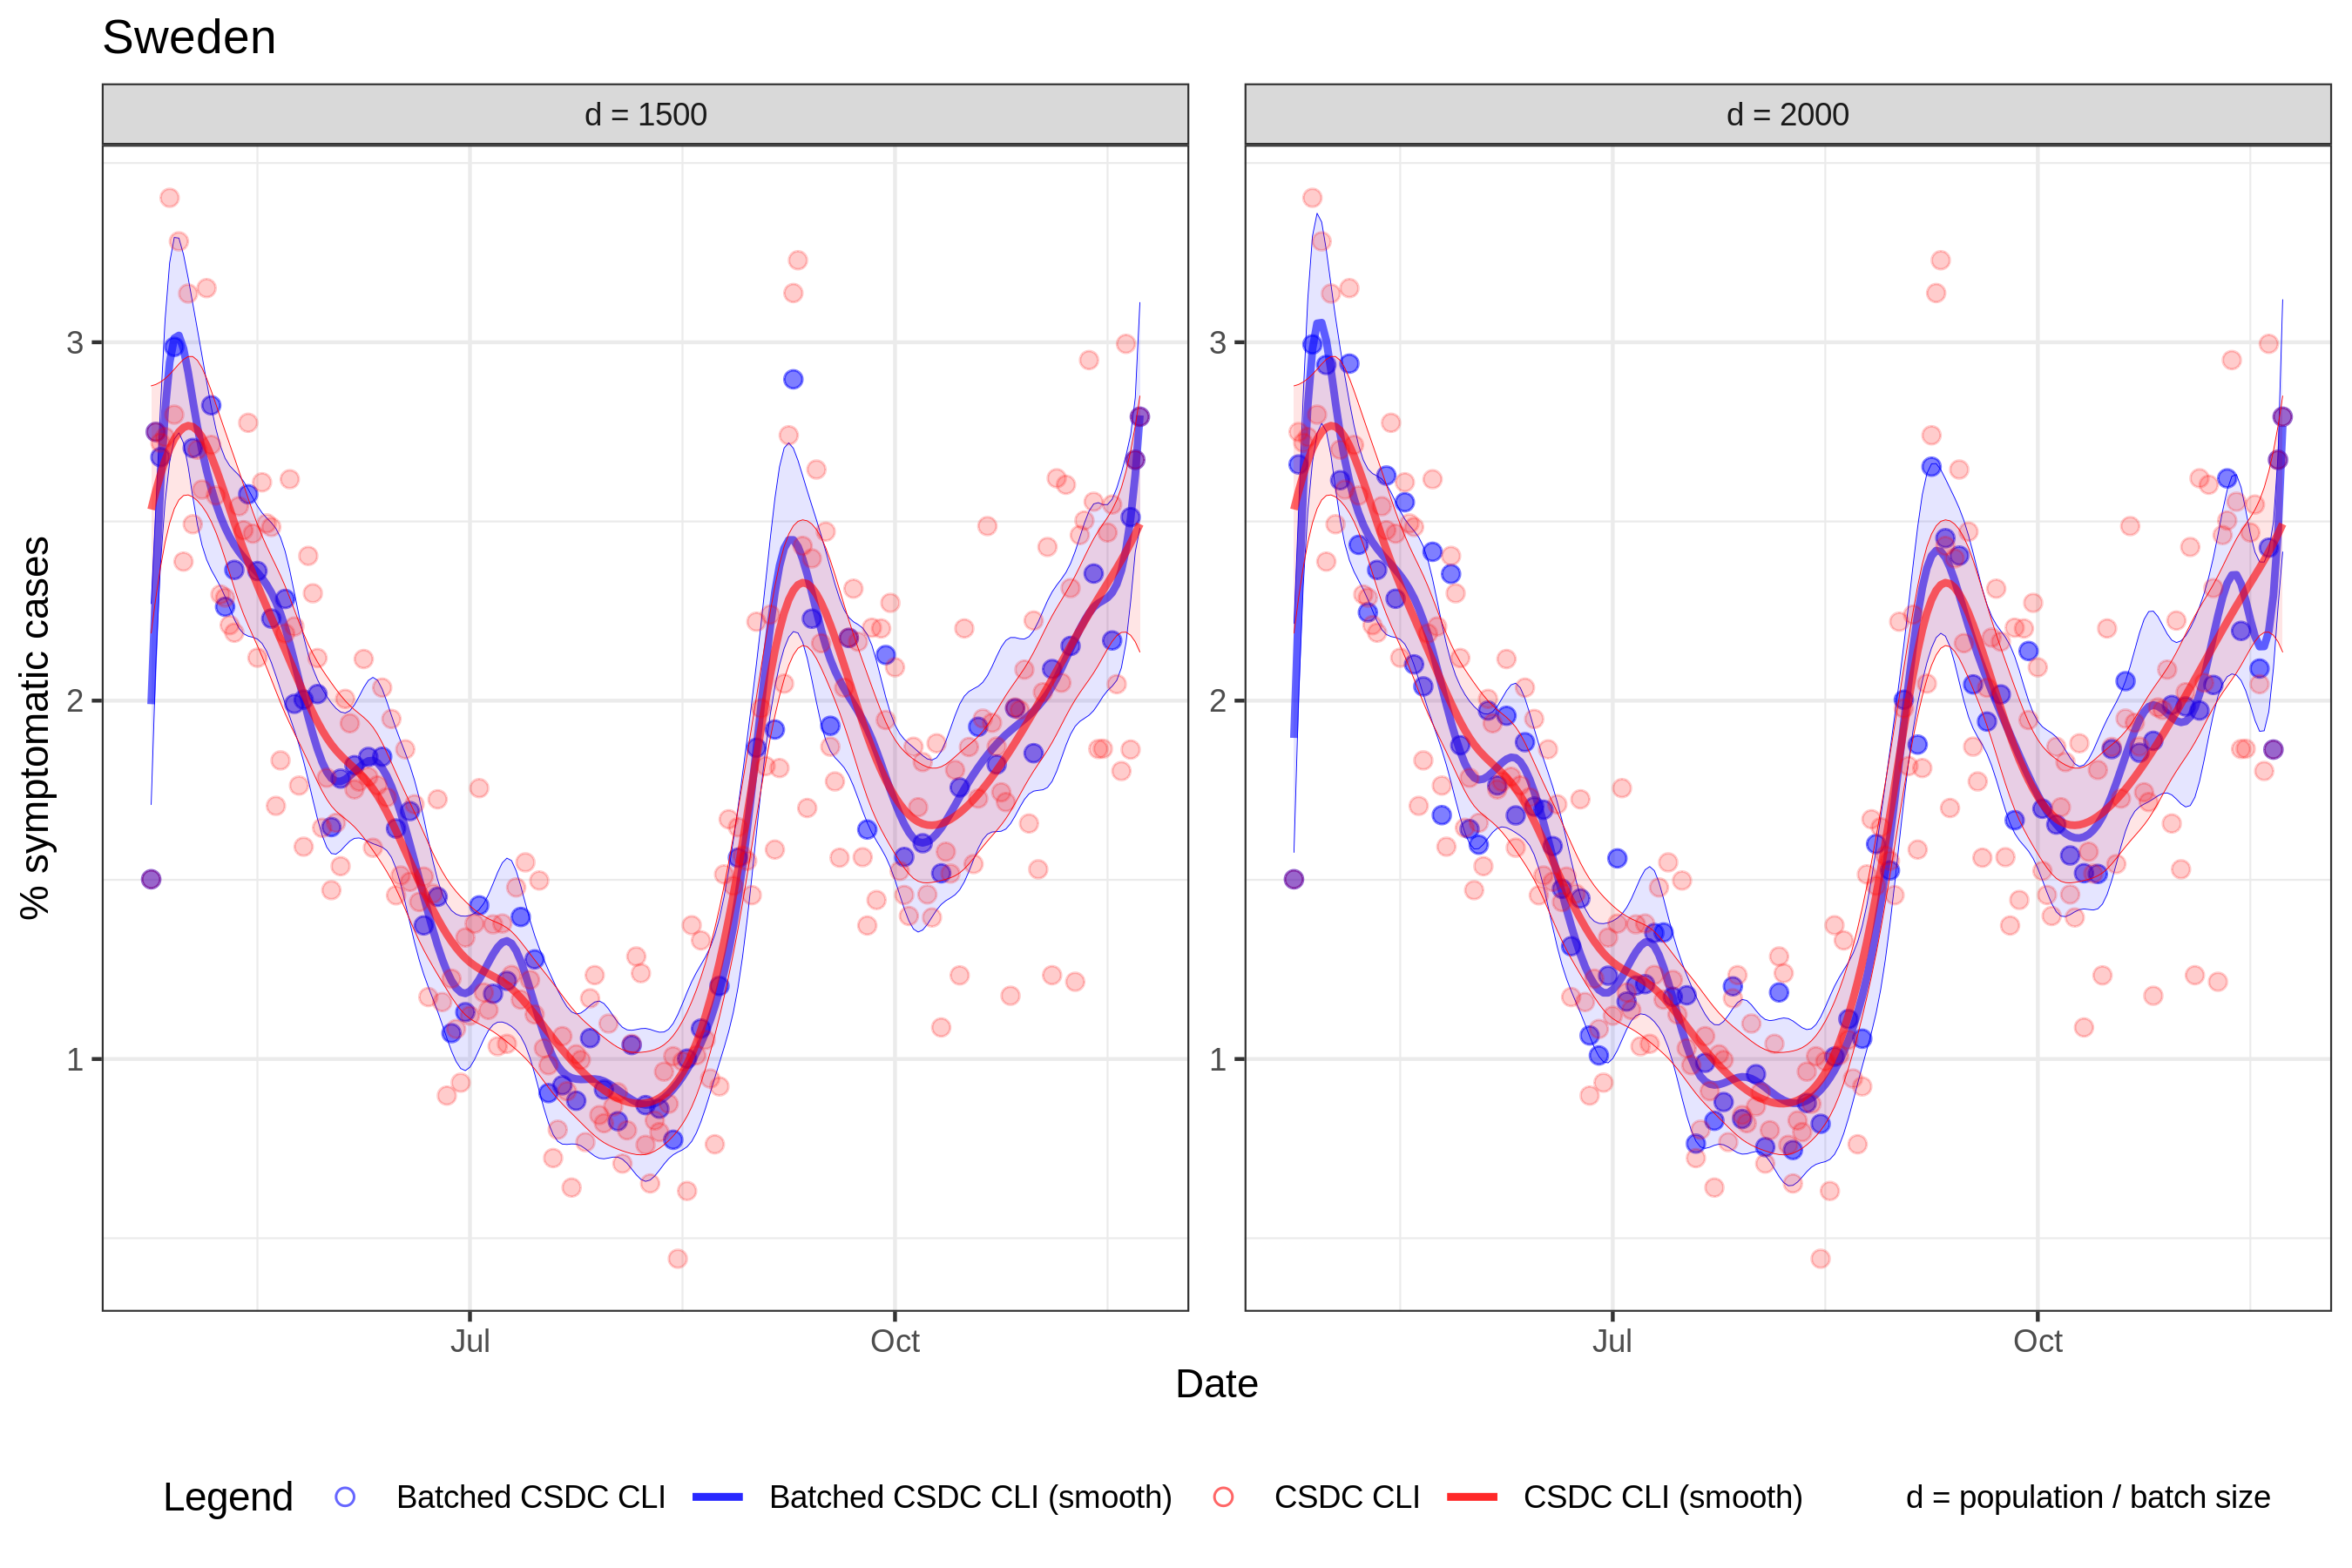 Sweden
d = 1500
d = 2000
% symptomatic cases
3
2
1
3
2
1
Jul
Oct
Jul
Oct
Date
Legend Batched CSDC CLI Batched CSDC CLI (smooth) CSDC CLI CSDC CLI (smooth) d = population / batch size